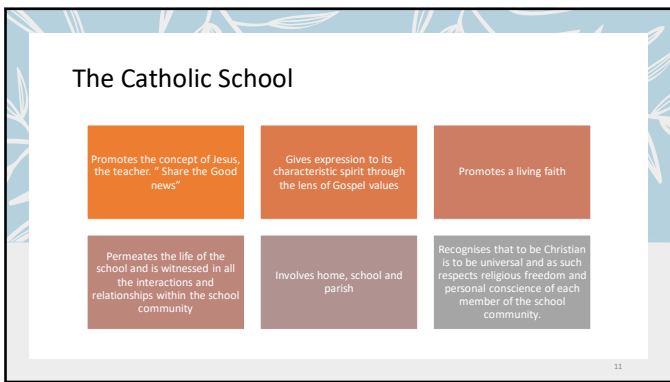 The Catholic School
Promotes the concept of Jesus,
the teacher. “ Share the Good
news”
Gives expression to its
characteristic spirit through
the lens of Gospel values
Promotes a living faith
Permeates the life of the
school and is witnessed in all
the interactions and
relationships within the school
community
Involves home, school and
parish
Recognises that to be Christian
is to be universal and as such
respects religious freedom and
personal conscience of each
member of the school
community.
11